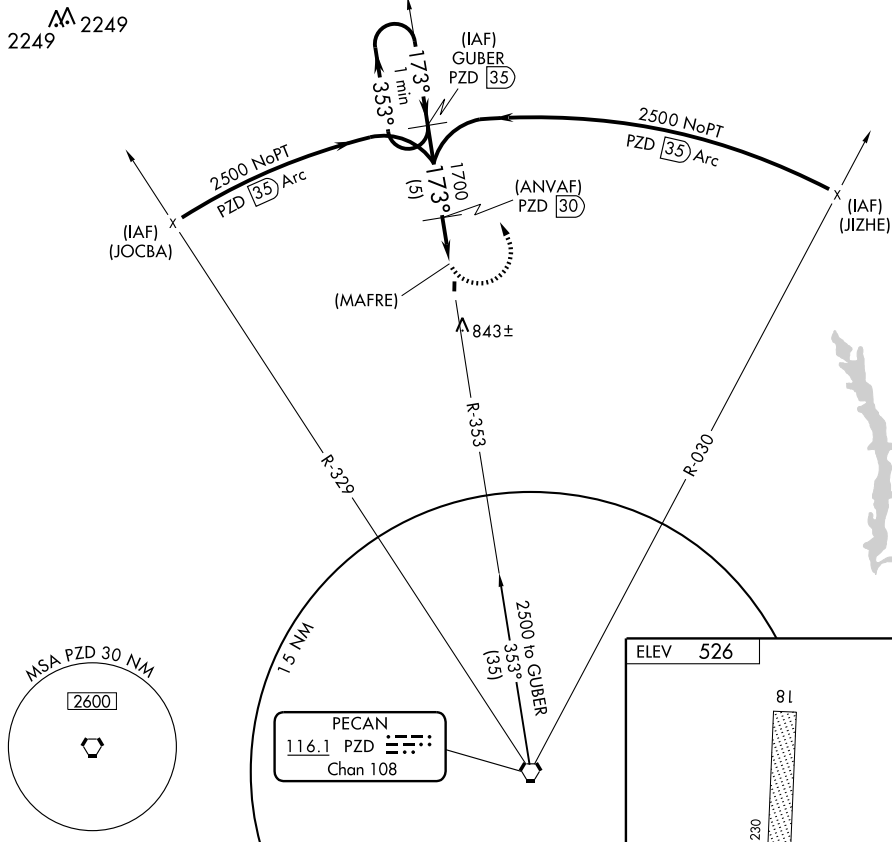 2249 2249
(IAF)
GUBER
PZD 35
173°
1 min
353°
2500 NoPT
PZD 35 Arc
2500 NoPT
PZD 35 Arc
(IAF)
(JOCBA)
(IAF)
(JIZHE)
1700
173°
(5)
(ANVAF)
PZD 30
(MAFRE)
843±
R-353
R-329
R-030
15 NM
2500 to GUBER
353°
(35)
MSA PZD 30 NM
2600
PECAN
116.1 PZD
Chan 108
ELEV 526
18
230